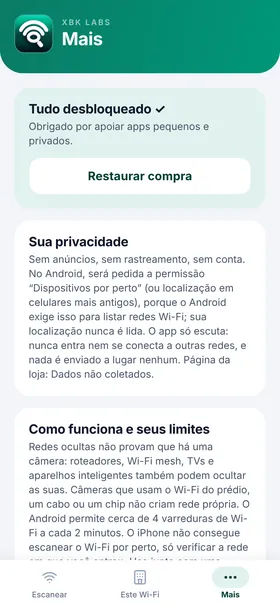 XBK LABS
Mais
Tudo desbloqueado ✓
Obrigado por apoiar apps pequenos e
privados.
Restaurar compra
Sua privacidade
Sem anúncios, sem rastreamento, sem conta.
No Android, será pedida a permissão
“Dispositivos por perto” (ou localização em
celulares mais antigos), porque o Android
exige isso para listar redes Wi-Fi; sua
localização nunca é lida. O app só escuta:
nunca entra nem se conecta a outras redes, e
nada é enviado a lugar nenhum. Página da
loja: Dados não coletados.
Como funciona e seus limites
Redes ocultas não provam que há uma
câmera: roteadores, Wi-Fi mesh, TVs e
aparelhos inteligentes também podem ocultar
as suas. Câmeras que usam o Wi-Fi do prédio,
um cabo ou um chip não criam rede própria. O
Android permite cerca de 4 varreduras de Wi-
Fi a cada 2 minutos. O iPhone não consegue
escanear o Wi-Fi por perto, só verificar a rede
Escanear
Este Wi-Fi
Mais